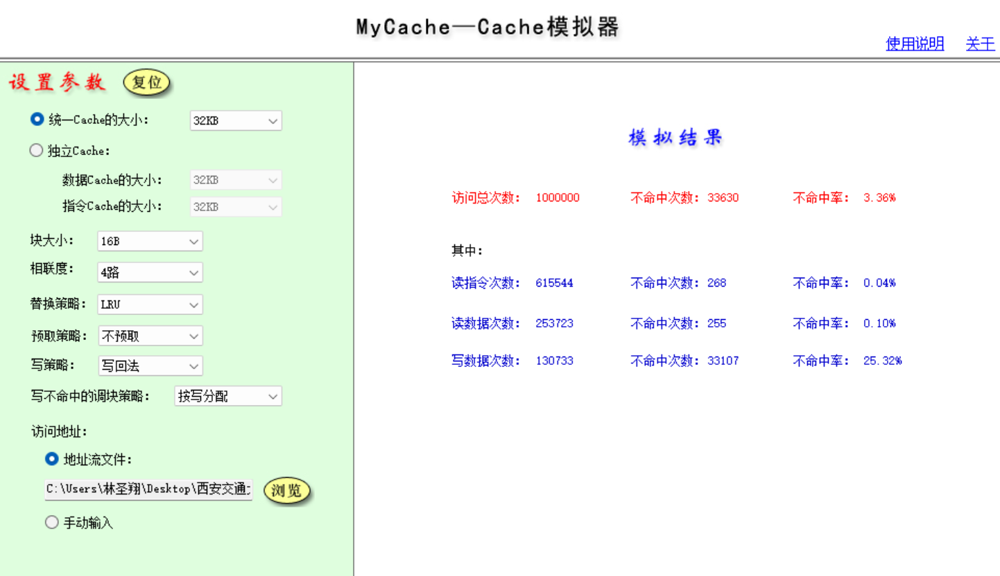 MyCache—Cache模拟器
使用说明 关于
设置参数 复位
统一Cache的大小： 32KB
独立Cache：
数据Cache的大小： 32KB
指令Cache的大小： 32KB
块大小： 16B
相联度： 4路
替换策略： LRU
预取策略： 不预取
写策略： 写回法
写不命中的调块策略： 按写分配
访问地址：
地址流文件：
C:\Users\林圣翔\Desktop\西安交通 浏览
手动输入
模拟结果
访问总次数： 1000000 不命中次数：33630 不命中率： 3.36%
其中：
读指令次数： 615544 不命中次数：268 不命中率： 0.04%
读数据次数： 253723 不命中次数：255 不命中率： 0.10%
写数据次数： 130733 不命中次数：33107 不命中率： 25.32%